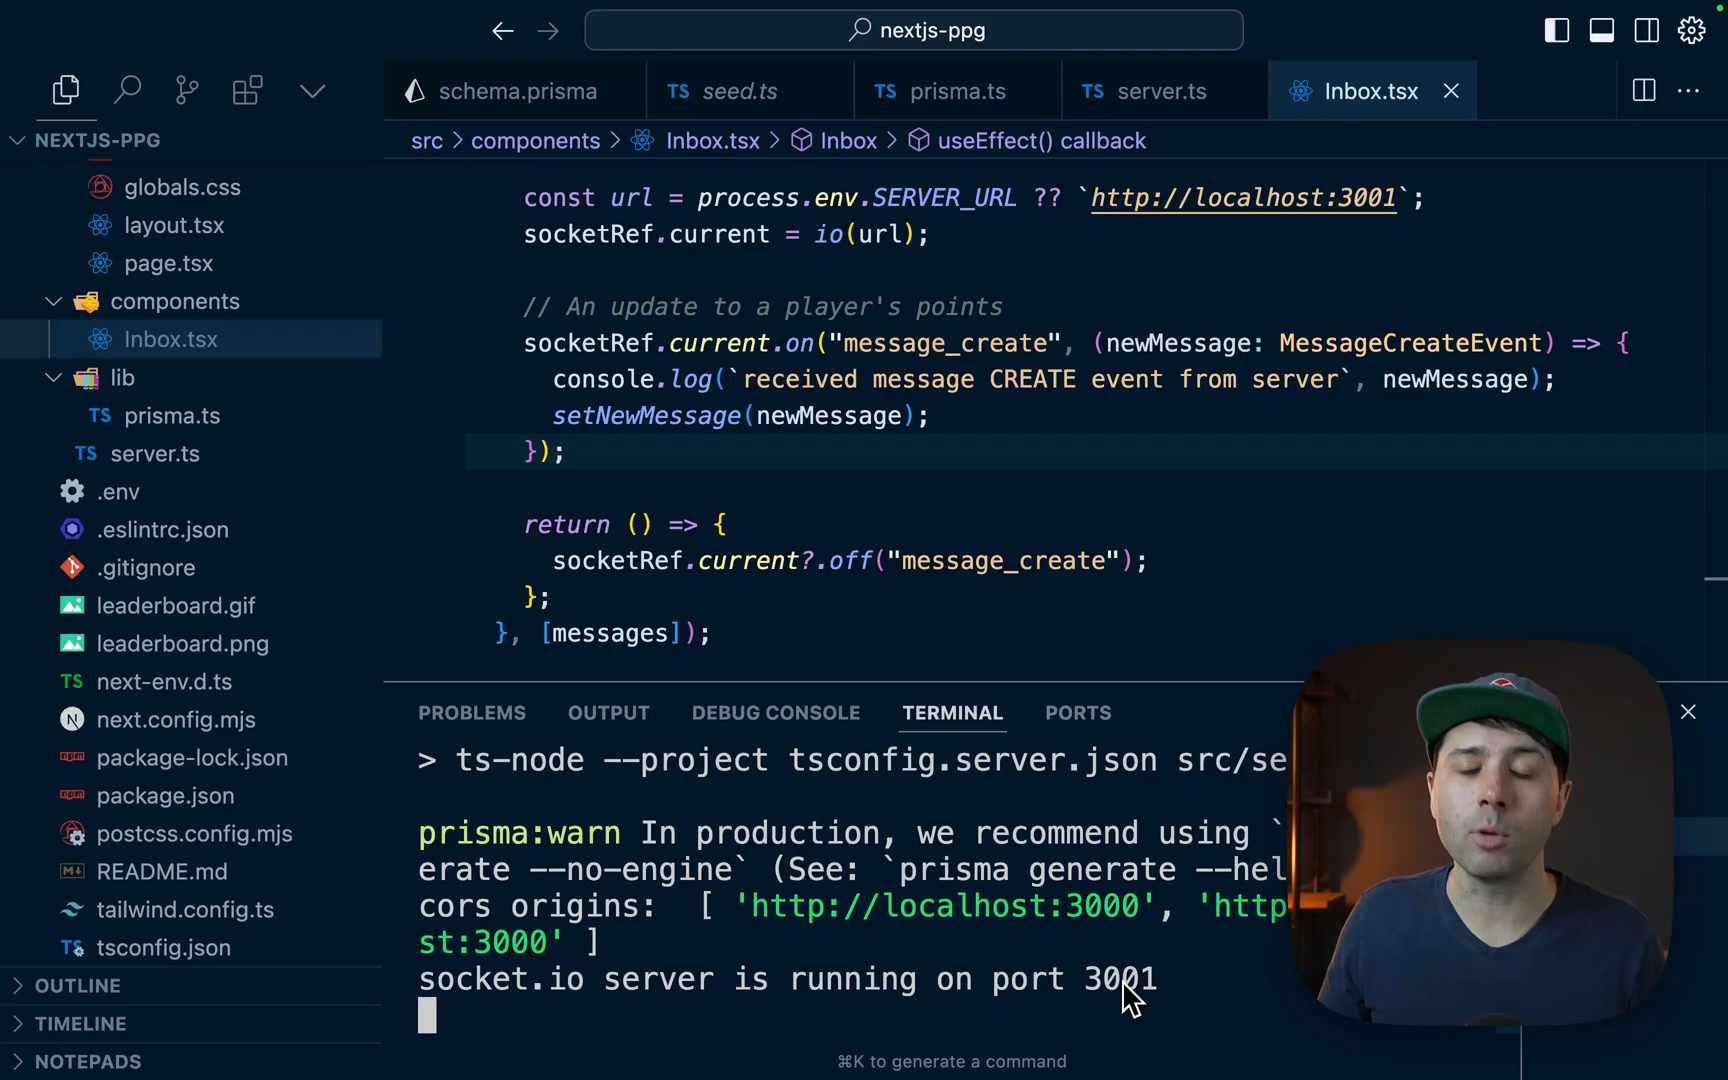 nextjs-ppg
schema.prisma
TS seed.ts
TS prisma.ts
TS server.ts
Inbox.tsx
NEXTJS-PPG
src > components > Inbox.tsx > Inbox > useEffect() callback
globals.css
layout.tsx
page.tsx
components
Inbox.tsx
lib
TS prisma.ts
TS server.ts
.env
.eslintrc.json
.gitignore
leaderboard.gif
leaderboard.png
TS next-env.d.ts
N next.config.mjs
package-lock.json
package.json
postcss.config.mjs
README.md
tailwind.config.ts
TS tsconfig.json
OUTLINE
TIMELINE
NOTEPADS
const url = process.env.SERVER_URL ?? `http://localhost:3001`;
socketRef.current = io(url);
// An update to a player's points
socketRef.current.on("message_create", (newMessage: MessageCreateEvent) => {
console.log(`received message CREATE event from server`, newMessage);
setNewMessage(newMessage);
});
return () => {
socketRef.current?.off("message_create");
};
}, [messages]);
PROBLEMS OUTPUT DEBUG CONSOLE TERMINAL PORTS
> ts-node --project tsconfig.server.json src/se
prisma:warn In production, we recommend using `
erate --no-engine` (See: `prisma generate --hel
cors origins: [ 'http://localhost:3000', 'http
st:3000' ]
socket.io server is running on port 3001
⌘K to generate a command